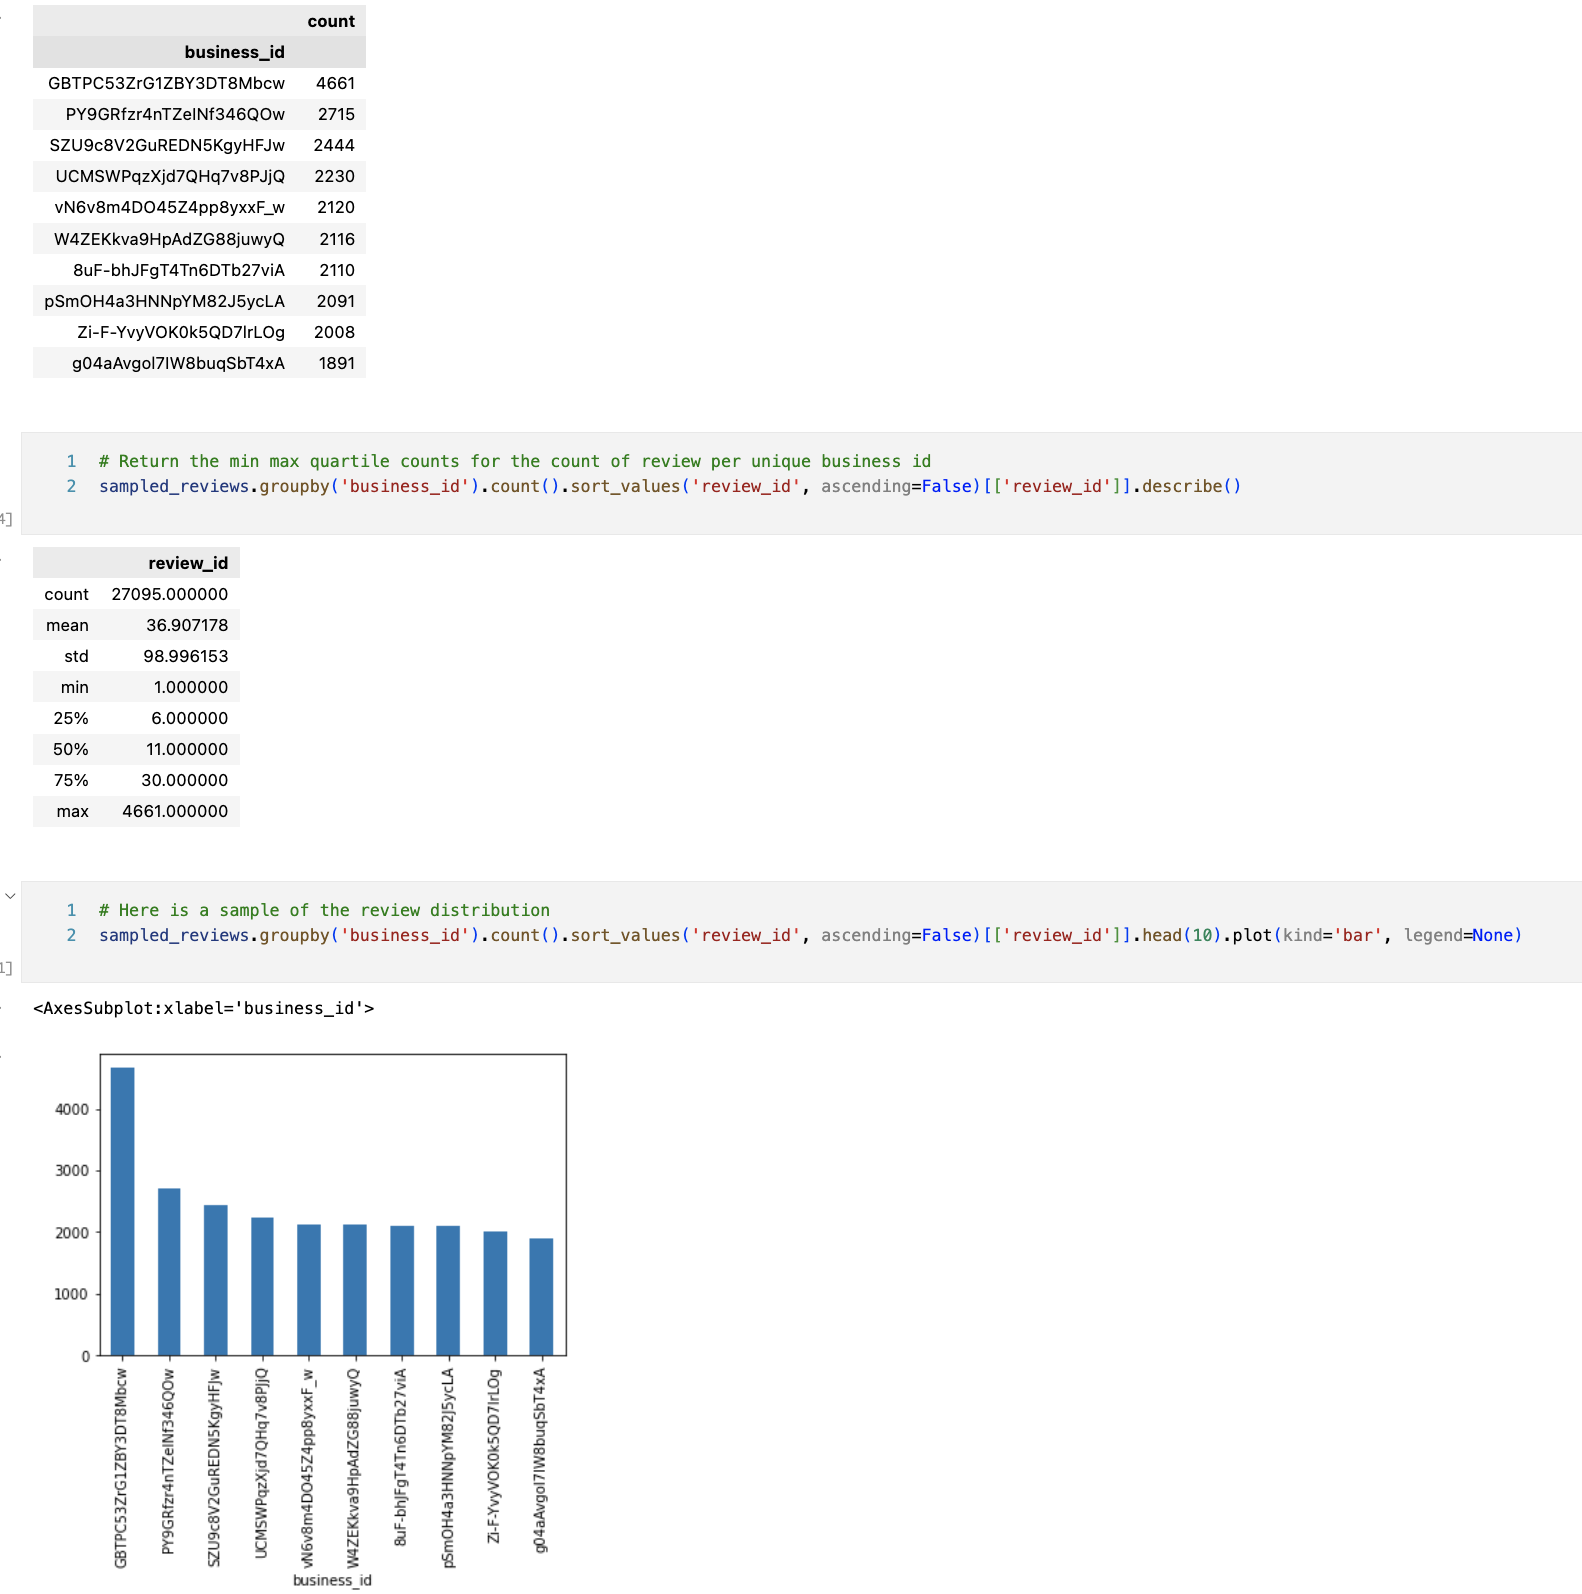 count
business_id
GBTPC53ZrG1ZBY3DT8Mbcw 4661
PY9GRfzr4nTZeINf346QOw 2715
SZU9c8V2GuREDN5KgyHFJw 2444
UCMSWPqzXjd7QHq7v8PJjQ 2230
vN6v8m4DO45Z4pp8yxxF_w 2120
W4ZEKkva9HpAdZG88juwyQ 2116
8uF-bhJFgT4Tn6DTb27viA 2110
pSmOH4a3HNNpYM82J5ycLA 2091
Zi-F-YvyVOK0k5QD7lrLOg 2008
g04aAvgol7IW8buqSbT4xA 1891
1 # Return the min max quartile counts for the count of review per unique business id
2 sampled_reviews.groupby('business_id').count().sort_values('review_id', ascending=False)[['review_id']].describe()
4]
review_id
count 27095.000000
mean 36.907178
std 98.996153
min 1.000000
25% 6.000000
50% 11.000000
75% 30.000000
max 4661.000000
1 # Here is a sample of the review distribution
2 sampled_reviews.groupby('business_id').count().sort_values('review_id', ascending=False)[['review_id']].head(10).plot(kind='bar', legend=None)
1]
<AxesSubplot:xlabel='business_id'>
4000
3000
2000
1000
0
GBTPC53ZrG1ZBY3DT8Mbcw
PY9GRfzr4nTZeINf346QOw
SZU9c8V2GuREDN5KgyHFJw
UCMSWPqzXjd7QHq7v8PJjQ
vN6v8m4DO45Z4pp8yxxF_w
W4ZEKkva9HpAdZG88juwyQ
8uF-bhJFgT4Tn6DTb27viA
pSmOH4a3HNNpYM82J5ycLA
Zi-F-YvyVOK0k5QD7lrLOg
g04aAvgol7IW8buqSbT4xA
business_id